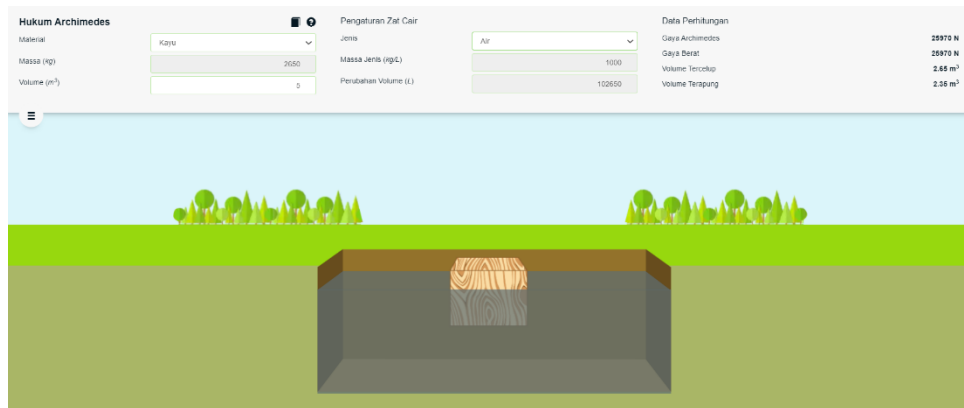 Hukum Archimedes
Material
Kayu
Massa (kg)
2650
Volume (m³)
Pengaturan Zat Cair
Jenis
Air
Massa Jenis (kg/L)
1000
Perubahan Volume (L)
102650
Data Perhitungan
Gaya Archimedes 25970 N
Gaya Berat 25970 N
Volume Tercelup 2.65 m³
Volume Terapung 2.35 m³